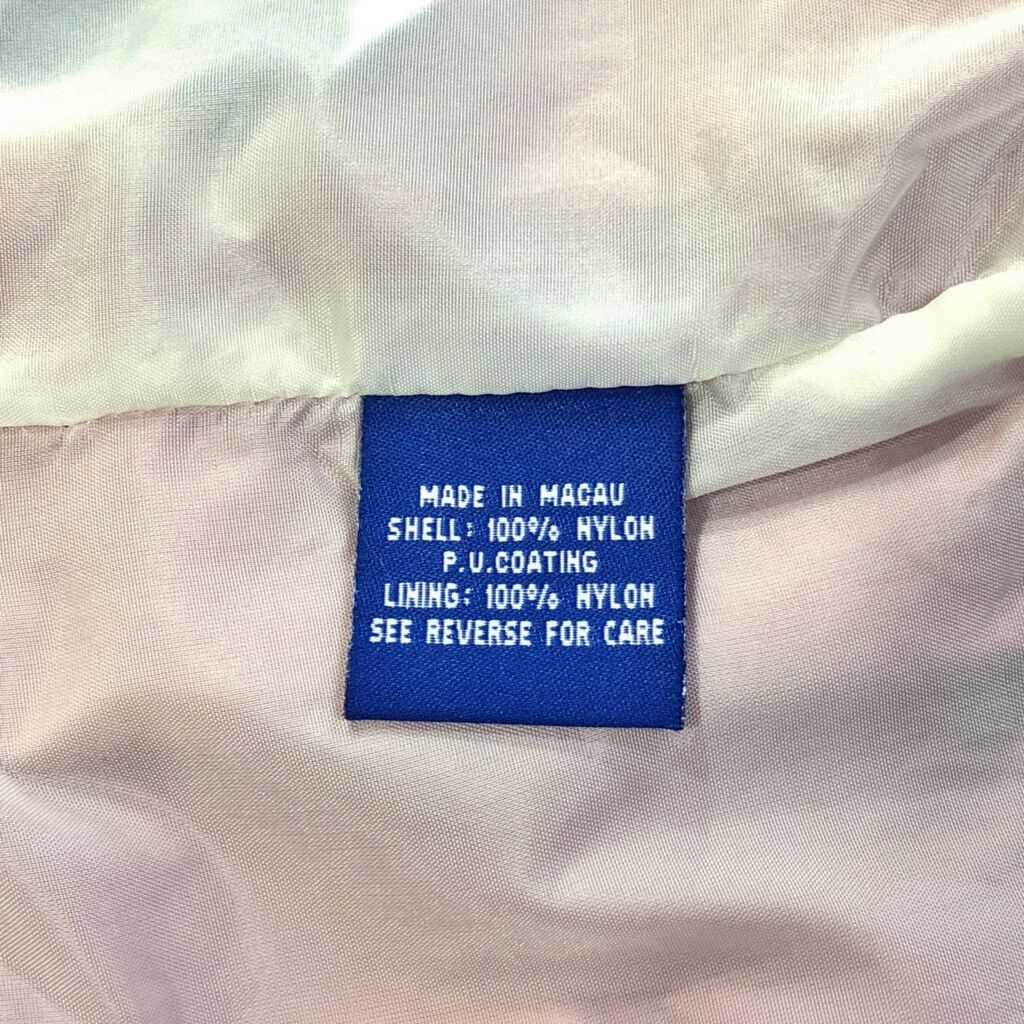 MADE IN MACAU
SHELL: 100% NYLON
P.U.COATING
LINING: 100% NYLON
SEE REVERSE FOR CARE